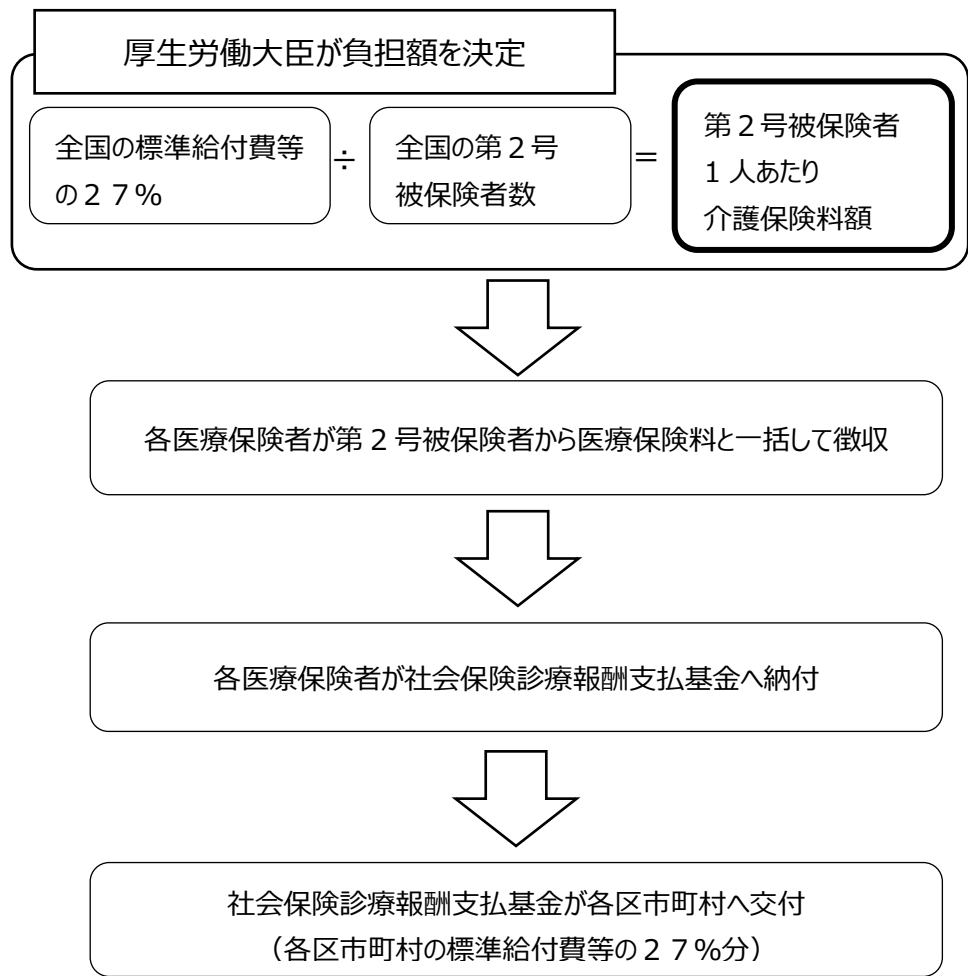 厚生労働大臣が負担額を決定
全国の標準給付費等
の２７％
÷
全国の第２号
被保険者数
＝
第２号被保険者
１人あたり
介護保険料額
各医療保険者が第２号被保険者から医療保険料と一括して徴収
各医療保険者が社会保険診療報酬支払基金へ納付
社会保険診療報酬支払基金が各区市町村へ交付
（各区市町村の標準給付費等の２７％分）